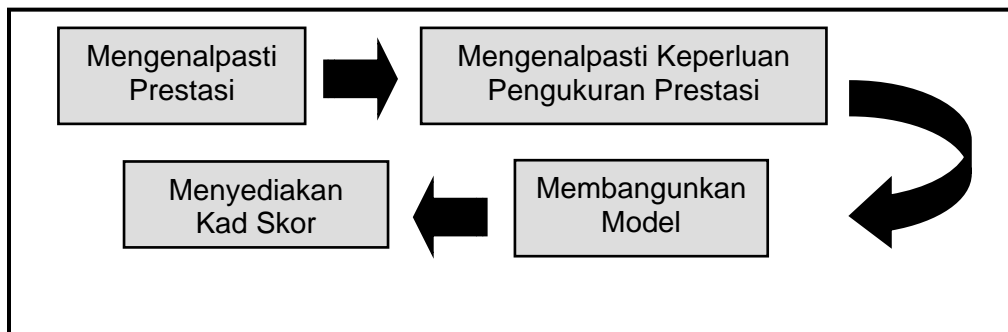 Mengenalpasti
Prestasi
Mengenalpasti Keperluan
Pengukuran Prestasi
Membangunkan
Model
Menyediakan
Kad Skor